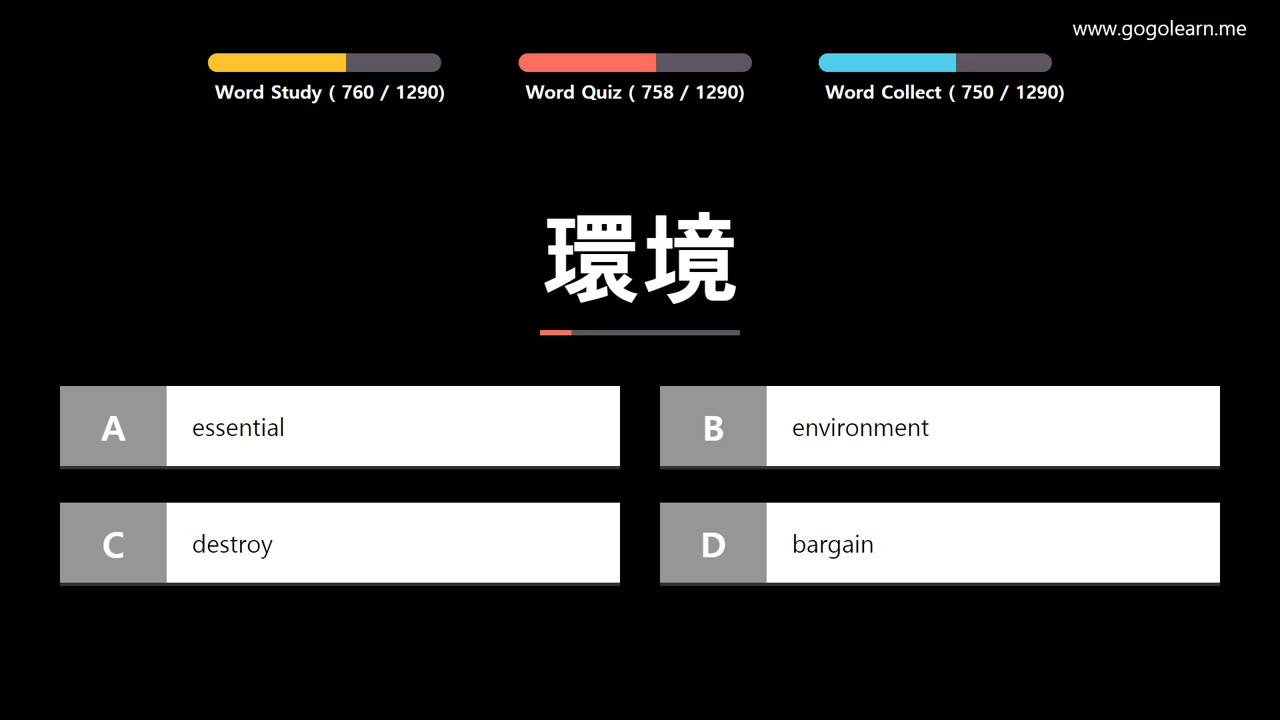 www.gogolearn.me
Word Study ( 760 / 1290)
Word Quiz ( 758 / 1290)
Word Collect ( 750 / 1290)
環境
A
essential
B
environment
C
destroy
D
bargain